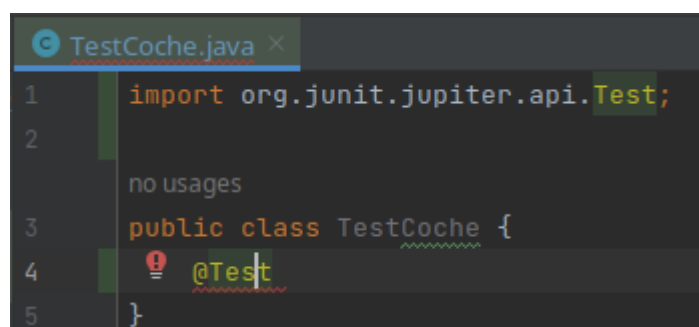 TestCoche.java
1 import org.junit.jupiter.api.Test;
2
no usages
3 public class TestCoche {
4 @Test
5 }